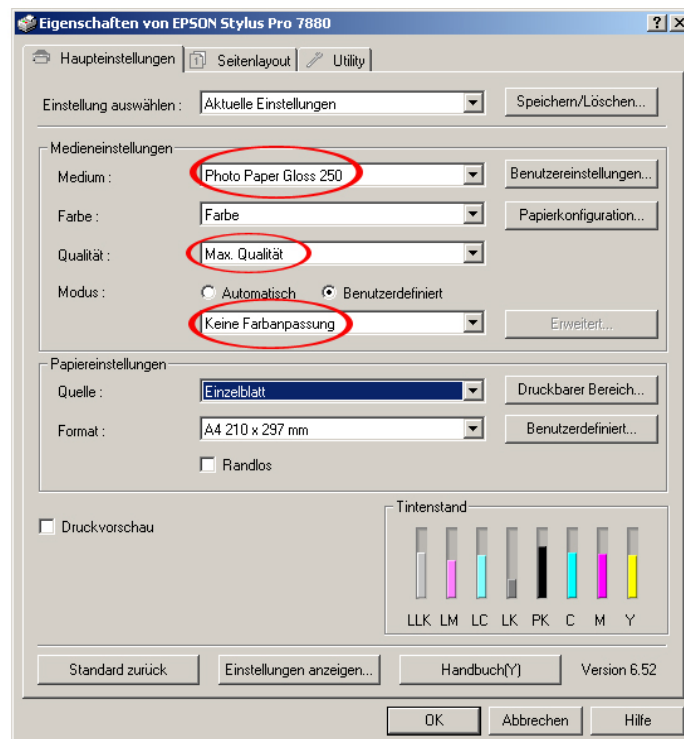 Eigenschaften von EPSON Stylus Pro 7880
Haupteinstellungen Seitenlayout Utility
Einstellung auswählen : Aktuelle Einstellungen Speichern/Löschen...
Medieneinstellungen
Medium : Photo Paper Gloss 250 Benutzereinstellungen...
Farbe : Farbe Papierkonfiguration...
Qualität : Max. Qualität
Modus : Automatisch Benutzerdefiniert
Keine Farbanpassung Erweitert...
Papiereinstellungen
Quelle : Einzelblatt Druckbarer Bereich...
Format : A4 210 x 297 mm Benutzerdefiniert...
Randlos
Druckvorschau
Tintenstand
LLK LM LC LK PK C M Y
Standard zurück Einstellungen anzeigen... Handbuch(Y) Version 6.52
OK Abbrechen Hilfe